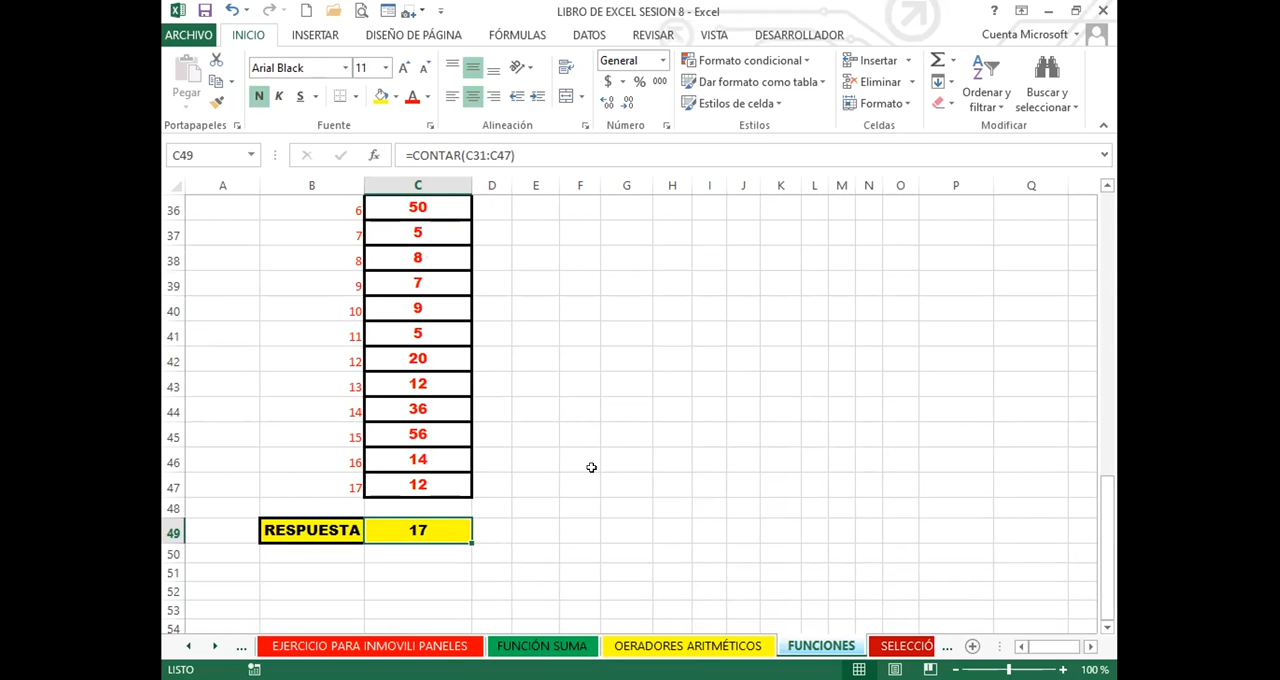 LIBRO DE EXCEL SESION 8 - Excel
?
ARCHIVO INICIO INSERTAR DISEÑO DE PÁGINA FÓRMULAS DATOS REVISAR VISTA DESARROLLADOR Cuenta Microsoft
Pegar
Portapapeles
Arial Black 11
N K S
Fuente
Alineación
General
$ % 000
Número
Formato condicional
Dar formato como tabla
Estilos de celda
Estilos
Insertar
Eliminar
Formato
Celdas
Ordenar y filtrar
Buscar y seleccionar
Modificar
C49 fx =CONTAR(C31:C47)
A B C D E F G H I J K L M N O P Q
36 6 50
37 7 5
38 8 8
39 9 7
40 10 9
41 11 5
42 12 20
43 13 12
44 14 36
45 15 56
46 16 14
47 17 12
48
49 RESPUESTA 17
50
51
52
53
54
... EJERCICIO PARA INMOVILI PANELES FUNCIÓN SUMA OERADORES ARITMÉTICOS FUNCIONES SELECCIÓ ...
LISTO 100 %